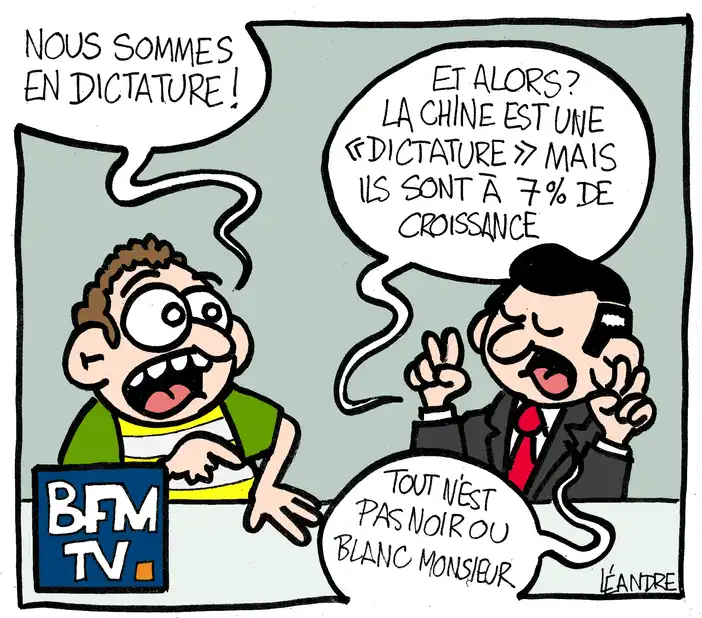 NOUS SOMMES
EN DICTATURE !
ET ALORS ?
LA CHINE EST UNE
« DICTATURE » MAIS
ILS SONT À 7 % DE
CROISSANCE
TOUT N'EST
PAS NOIR OU
BLANC MONSIEUR
BFM
TV.
LÉANDRE